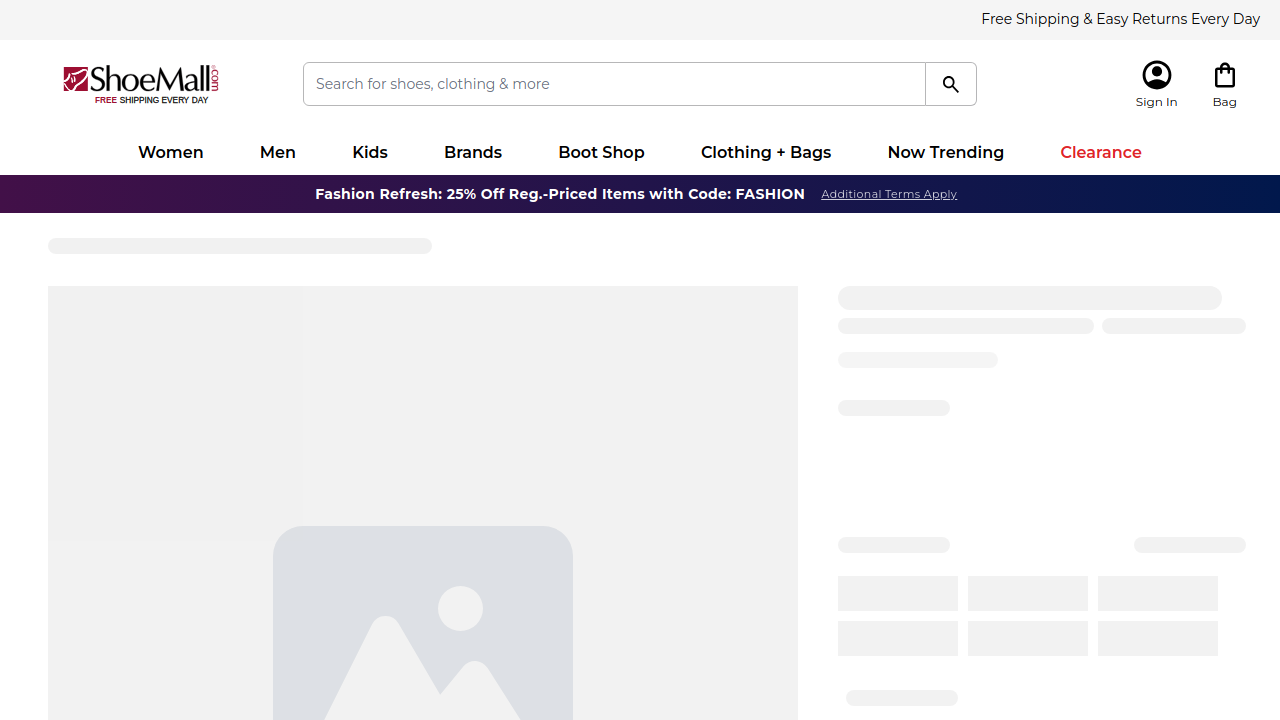 Free Shipping & Easy Returns Every Day
ShoeMall.com
FREE SHIPPING EVERY DAY
Search for shoes, clothing & more
Sign In
Bag
Women
Men
Kids
Brands
Boot Shop
Clothing + Bags
Now Trending
Clearance
Fashion Refresh: 25% Off Reg.-Priced Items with Code: FASHION
Additional Terms Apply